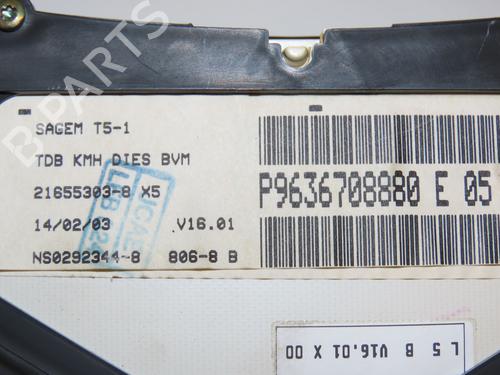 SAGEM T5-1
TDB KMH DIES BVM
21655303-8 X5
14/02/03 V16.01
NS0292344-8 806-8 B
P9636708880 E 05
L 5 B V16.01 X 00
B PARTS